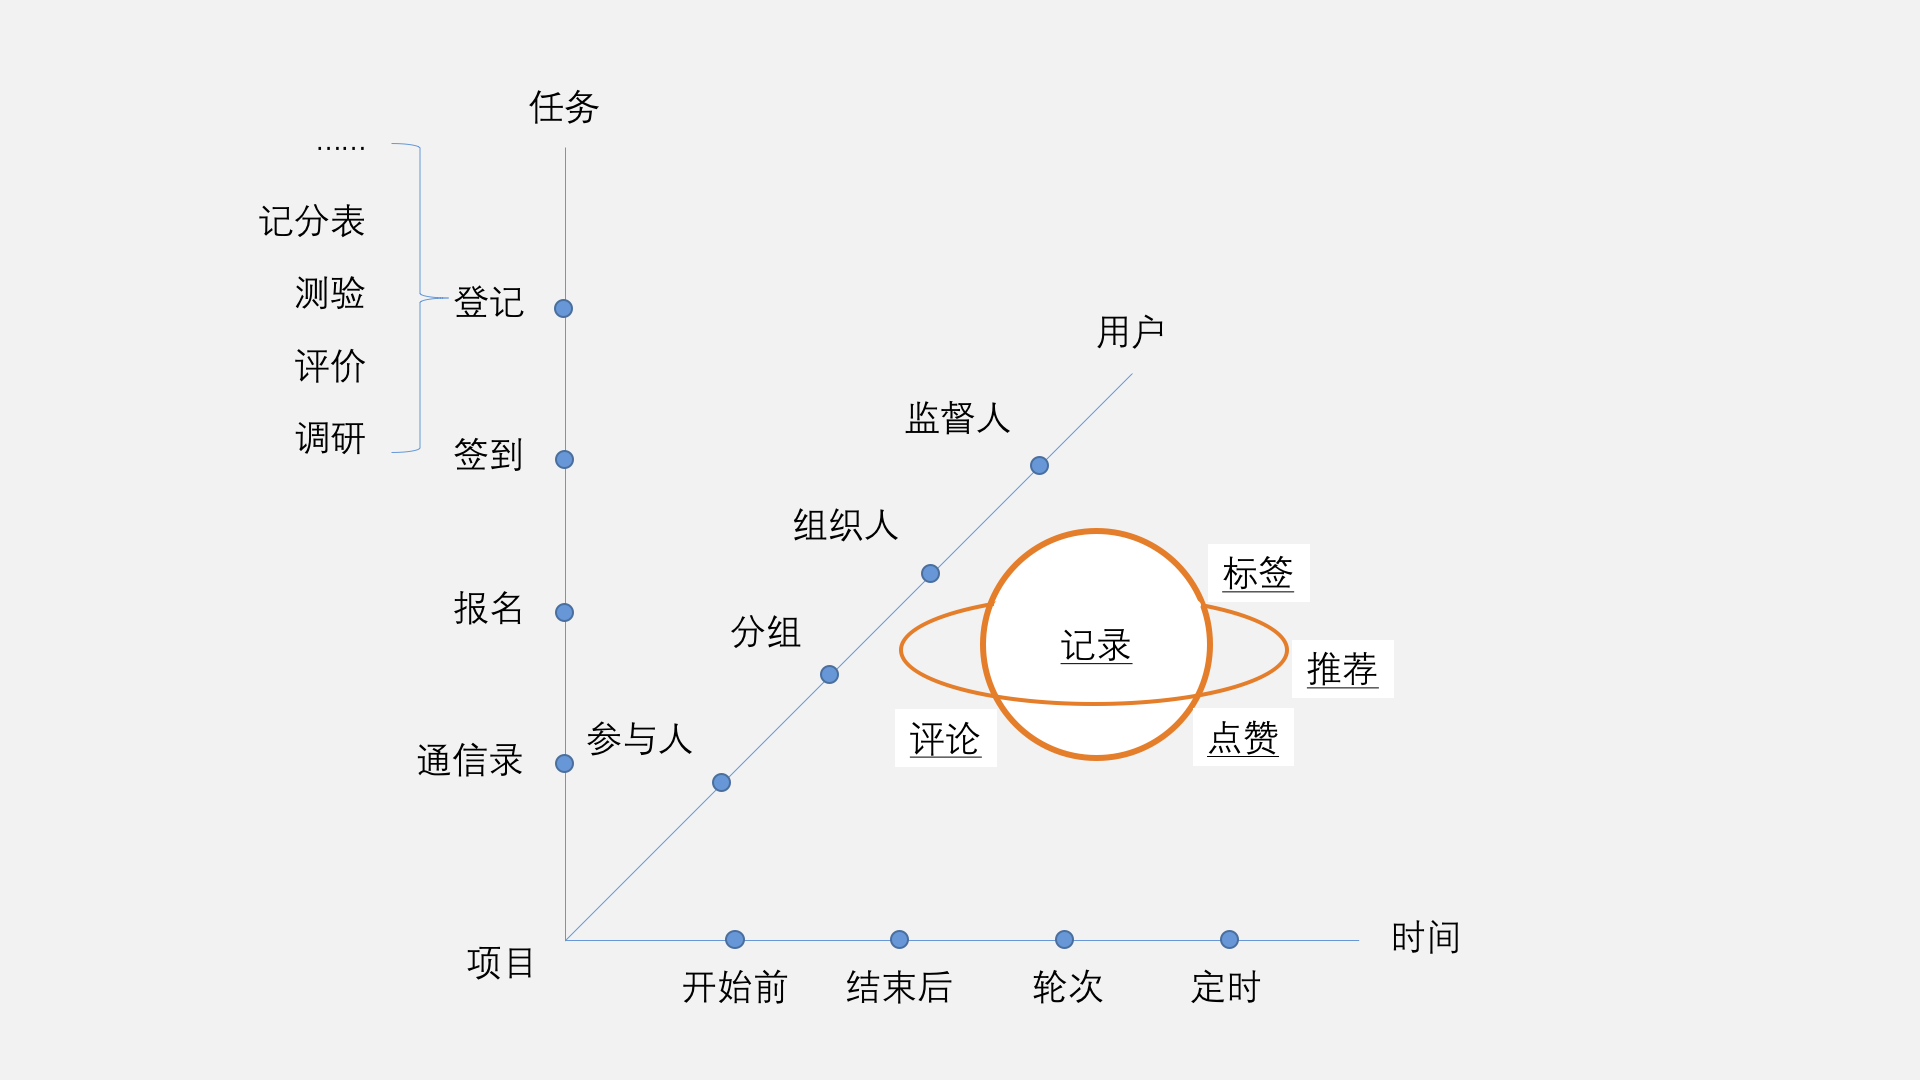 任务
……
记分表
测验
登记
评价
调研
签到
报名
通信录
用户
监督人
组织人
分组
参与人
标签
记录
推荐
评论
点赞
项目
时间
开始前
结束后
轮次
定时